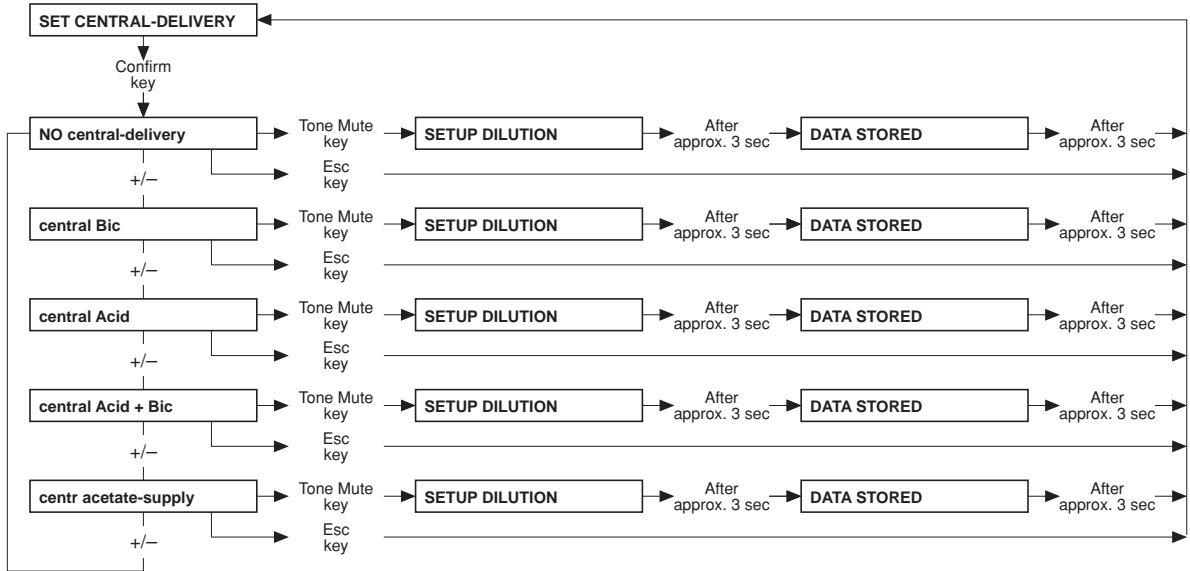 SET CENTRAL-DELIVERY
Confirm
key
NO central-delivery
Tone Mute
key
SETUP DILUTION
After
approx. 3 sec
DATA STORED
After
approx. 3 sec
Esc
key
+/–
central Bic
Tone Mute
key
SETUP DILUTION
After
approx. 3 sec
DATA STORED
After
approx. 3 sec
Esc
key
+/–
central Acid
Tone Mute
key
SETUP DILUTION
After
approx. 3 sec
DATA STORED
After
approx. 3 sec
Esc
key
+/–
central Acid + Bic
Tone Mute
key
SETUP DILUTION
After
approx. 3 sec
DATA STORED
After
approx. 3 sec
Esc
key
+/–
centr acetate-supply
Tone Mute
key
SETUP DILUTION
After
approx. 3 sec
DATA STORED
After
approx. 3 sec
Esc
key
+/–